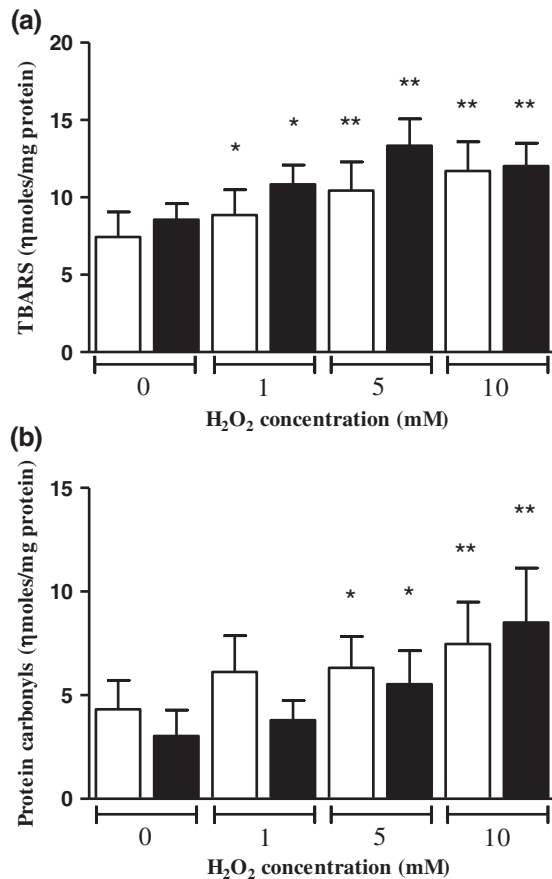 (a)
TBARS (ηmoles/mg protein)
20
15
10
5
0
* * ** ** ** **
0 1 5 10
H₂O₂ concentration (mM)
(b)
Protein carbonyls (ηmoles/mg protein)
15
10
5
0
* * ** **
0 1 5 10
H₂O₂ concentration (mM)